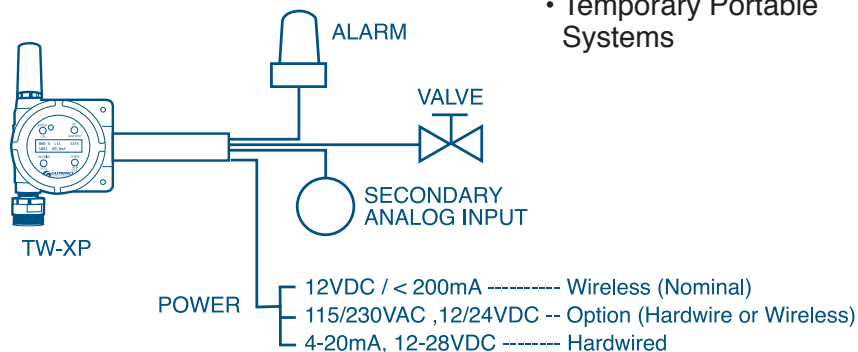 • Temporary Portable
Systems
ALARM
VALVE
SECONDARY
ANALOG INPUT
TW-XP
POWER
12VDC / < 200mA ---------- Wireless (Nominal)
115/230VAC ,12/24VDC -- Option (Hardwire or Wireless)
4-20mA, 12-28VDC -------- Hardwired